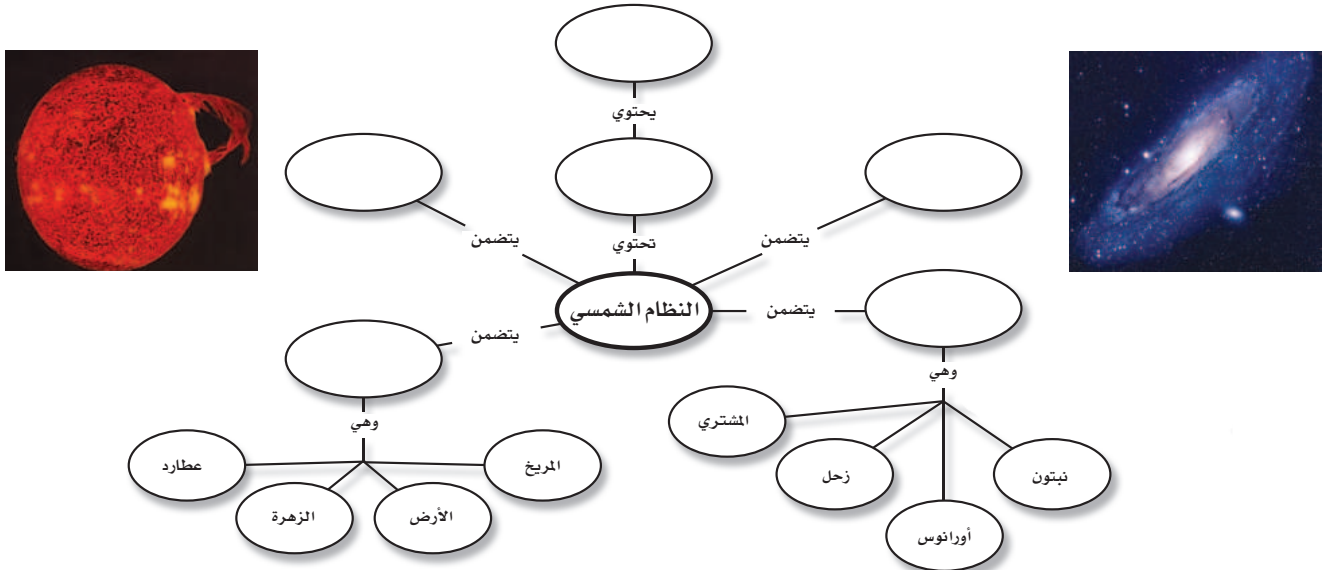 يحتوي
تحتوي
يتضمن
يتضمن
النظام الشمسي
يتضمن
يتضمن
وهي
المشتري
زحل
أورانوس
نبتون
وهي
المريخ
الأرض
الزهرة
عطارد